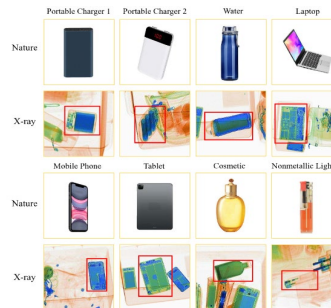 Portable Charger 1 Portable Charger 2 Water Laptop
Nature
X-ray
Mobile Phone Tablet Cosmetic Nonmetallic Ligh
Nature
X-ray